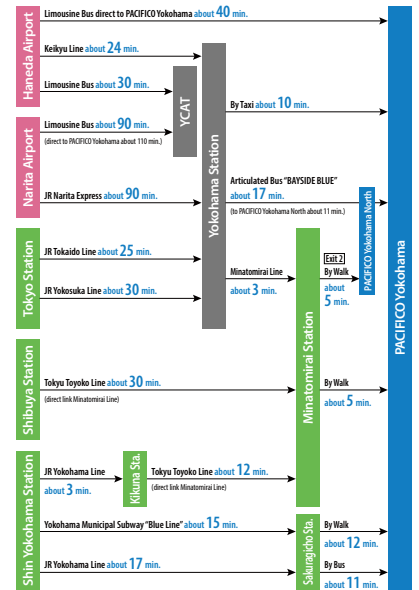 Haneda Airport
Limousine Bus direct to PACIFICO Yokohama about 40 min.
Keikyu Line about 24 min.
Limousine Bus about 30 min.
YCAT
Yokohama Station
By Taxi about 10 min.
Narita Airport
Limousine Bus about 90 min.
(direct to PACIFICO Yokohama about 110 min.)
JR Narita Express about 90 min.
Articulated Bus "BAYSIDE BLUE"
about 17 min.
(to PACIFICO Yokohama North about 11 min.)
PACIFICO Yokohama North
PACIFICO Yokohama
Tokyo Station
JR Tokaido Line about 25 min.
JR Yokosuka Line about 30 min.
Minatomirai Line
about 3 min.
Minatomirai Station
Exit 2
By Walk
about
5 min.
Shibuya Station
Tokyu Toyoko Line about 30 min.
(direct link Minatomirai Line)
By Walk
about 5 min.
Shin Yokohama Station
JR Yokohama Line
about 3 min.
Kikuna Sta.
Tokyu Toyoko Line about 12 min.
(direct link Minatomirai Line)
Yokohama Municipal Subway "Blue Line" about 15 min.
JR Yokohama Line about 17 min.
Sakuragicho Sta.
By Walk
about 12 min.
By Bus
about 11 min.